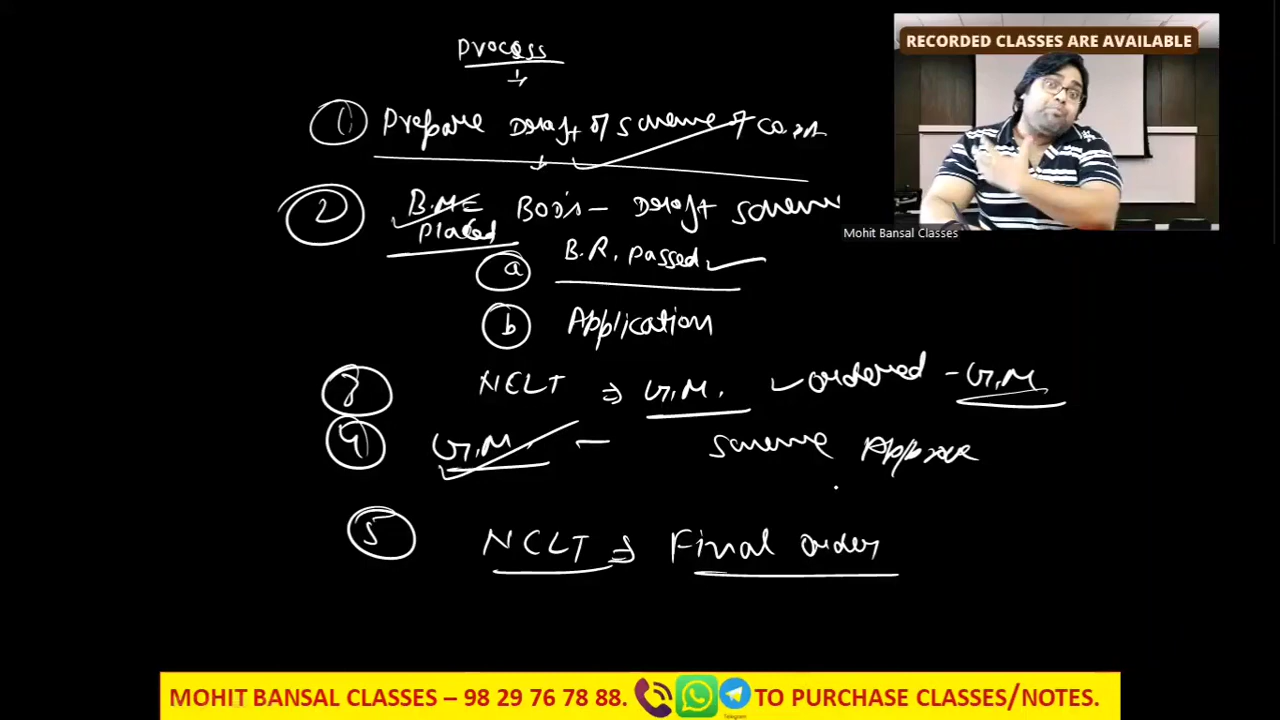 RECORDED CLASSES ARE AVAILABLE
Process
① Prepare Draft of scheme of
② B.M€ Placed BOD's - Draft scheme
Mohit Bansal Classes
a B.R. passed
b Application
3 NCLT ⇒ G.M. ordered - G.M
4 G.M. - scheme Approve
5 NCLT ⇒ Final order
MOHIT BANSAL CLASSES – 98 29 76 78 88. TO PURCHASE CLASSES/NOTES.
Telegram